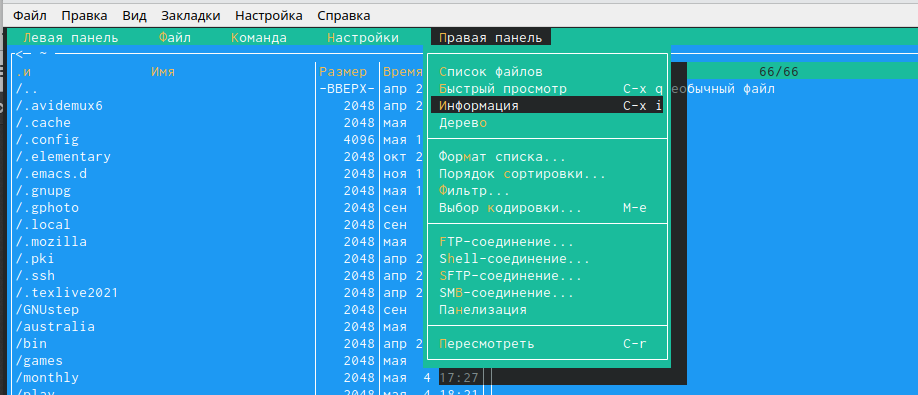 Файл Правка Вид Закладки Настройка Справка
Левая панель Файл Команда Настройки Правая панель
<─ ~
.и Имя Размер Время 66/66
/.. -ВВЕРХ- апр 2
/.avidemux6 2048 апр 2
/.cache 2048 мая
/.config 4096 мая 1
/.elementary 2048 окт 2
/.emacs.d 2048 ноя 1
/.gnupg 2048 мая 1
/.gphoto 2048 сен
/.local 2048 сен
/.mozilla 2048 мая
/.pki 2048 апр 2
/.ssh 2048 апр 2
/.texlive2021 2048 апр 2
/GNUstep 2048 сен
/australia 2048 мая
/bin 2048 апр 2
/games 2048 мая
/monthly 2048 мая 4 17:27
/play 2048 мая 4 18:21
Список файлов
Быстрый просмотр C-x q еобычный файл
Информация C-x i
Дерево
Формат списка...
Порядок сортировки...
Фильтр...
Выбор кодировки... M-e
FTP-соединение...
Shell-соединение...
SFTP-соединение...
SMB-соединение...
Панелизация
Пересмотреть C-r